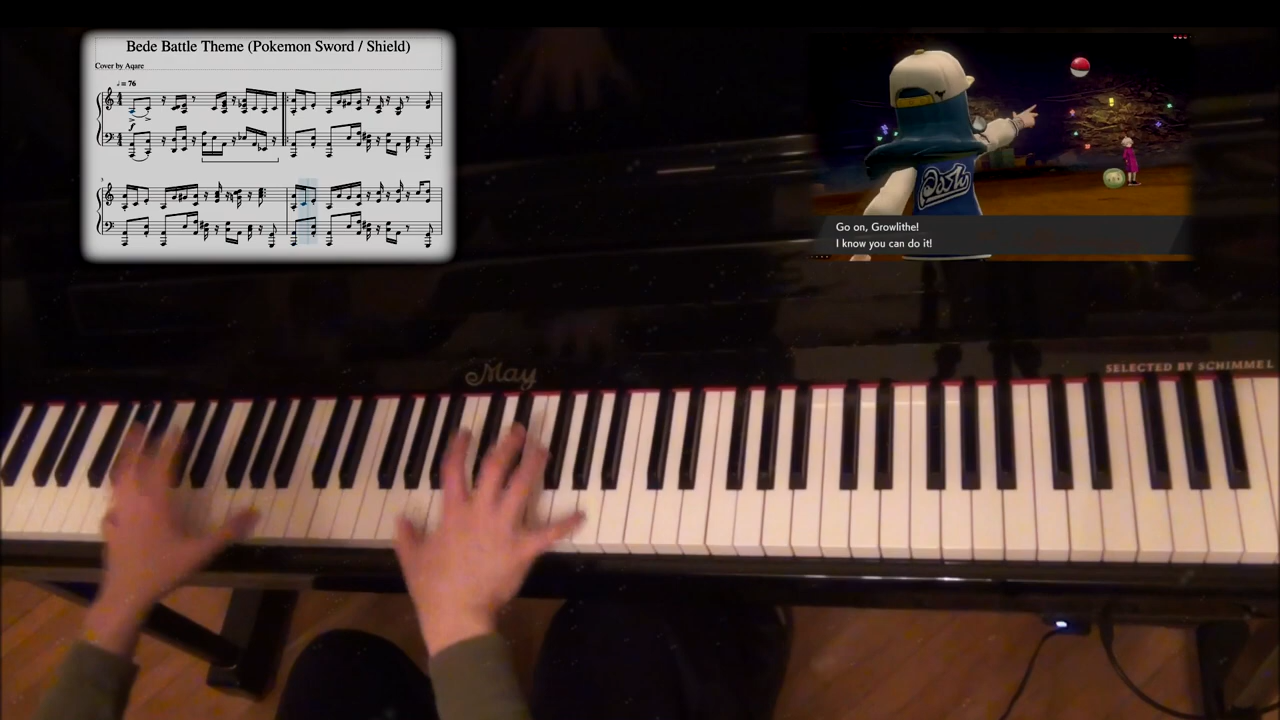 Bede Battle Theme (Pokemon Sword / Shield)
Cover by Aqare
♩ = 76
Go on, Growlithe!
I know you can do it!
May
SELECTED BY SCHIMMEL